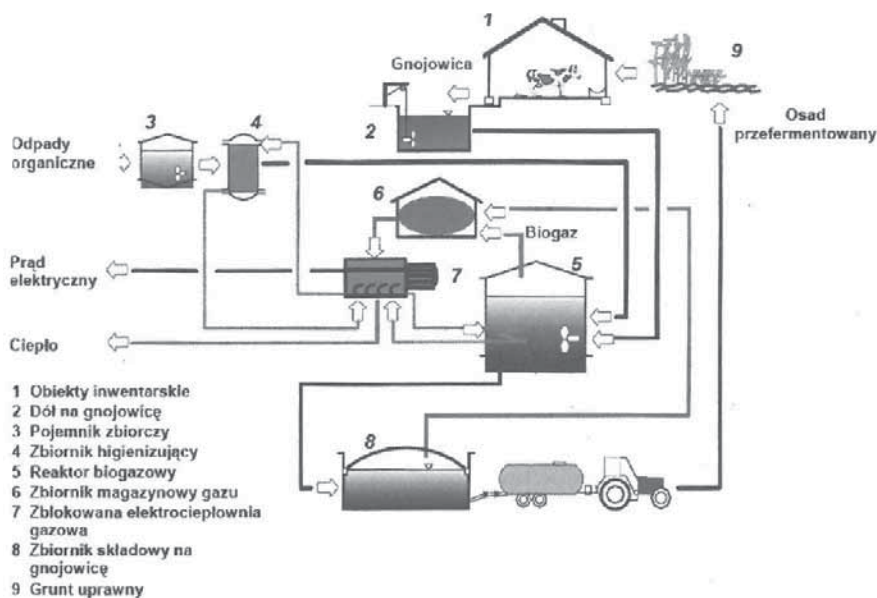 1
Gnojowica
9
2
Osad
przefermentowany
3
4
Odpady
organiczne
6
Biogaz
5
Prąd
elektryczny
7
Ciepło
8
1 Obiekty inwentarskie
2 Dół na gnojowicę
3 Pojemnik zbiorczy
4 Zbiornik higienizujący
5 Reaktor biogazowy
6 Zbiornik magazynowy gazu
7 Zblokowana elektrociepłownia
gazowa
8 Zbiornik składowy na
gnojowicę
9 Grunt uprawny